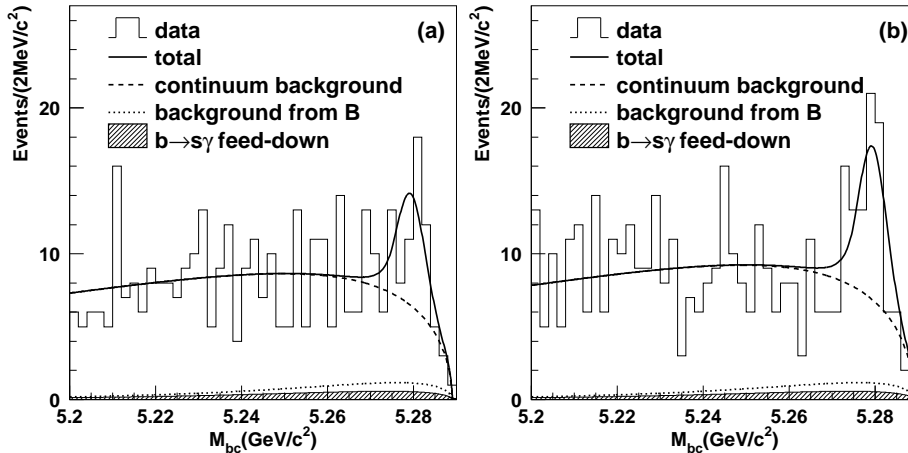 Events/(2MeV/c²)
(a)
data
total
continuum background
background from B
b→sγ feed-down
20
10
0
5.2 5.22 5.24 5.26 5.28
M_bc(GeV/c²)
Events/(2MeV/c²)
(b)
data
total
continuum background
background from B
b→sγ feed-down
20
10
0
5.2 5.22 5.24 5.26 5.28
M_bc(GeV/c²)